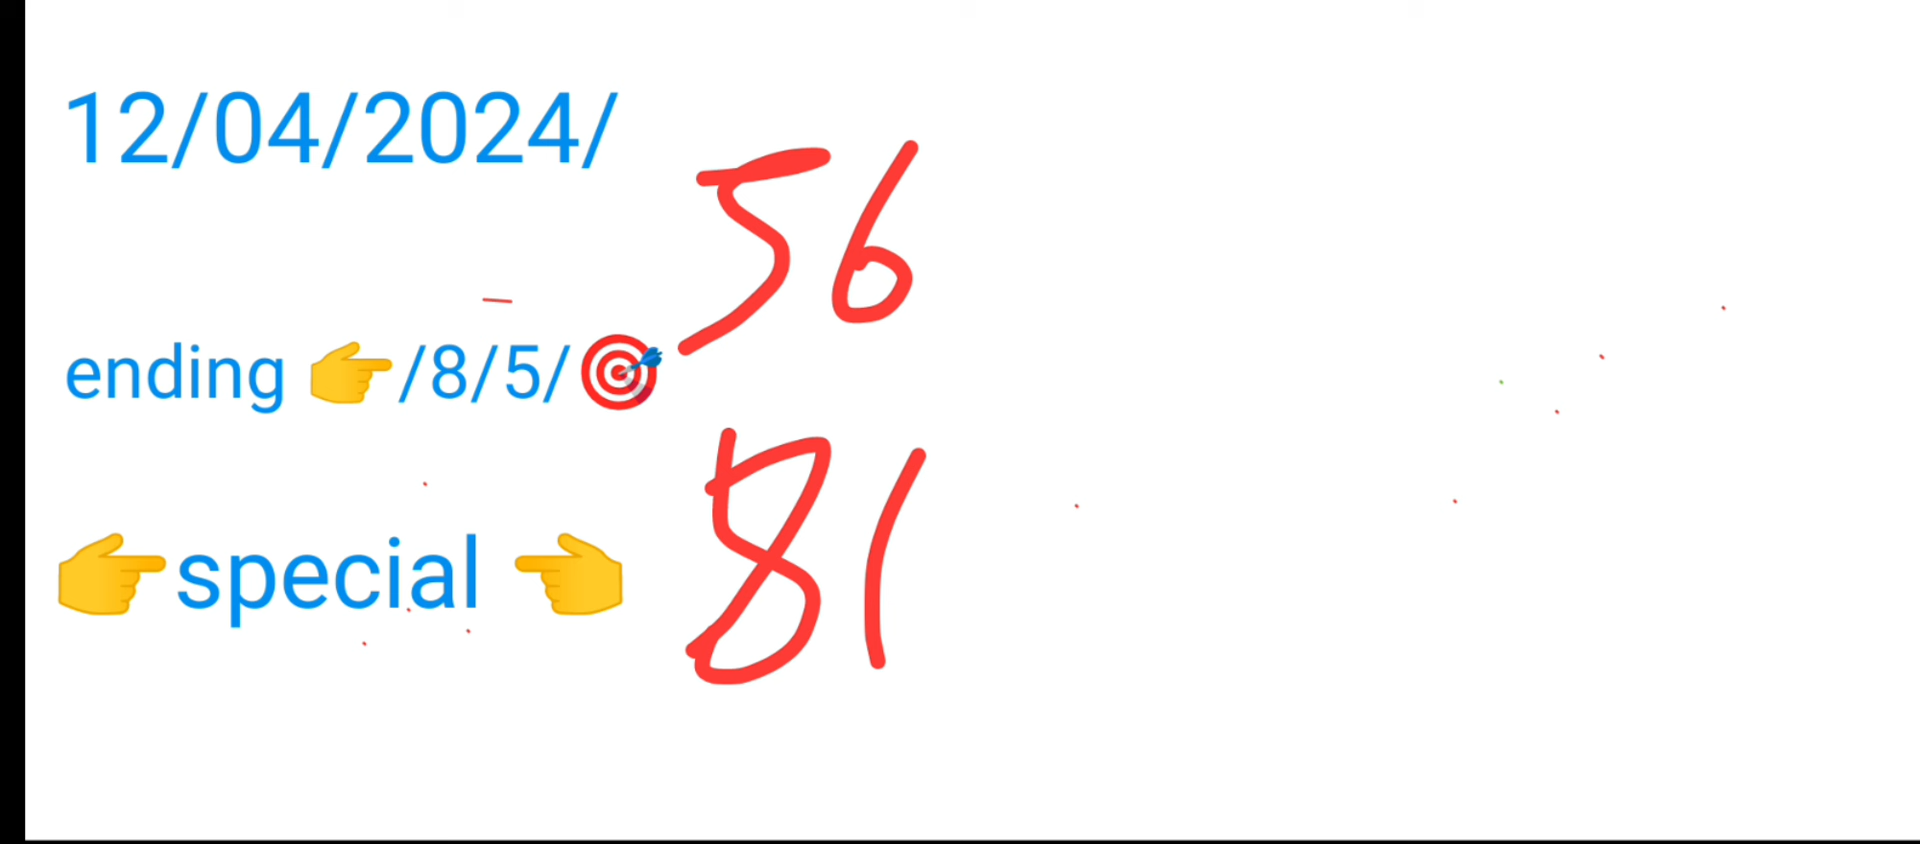 12/04/2024/
56
ending 👉/8/5/🎯
👉special 👈
81